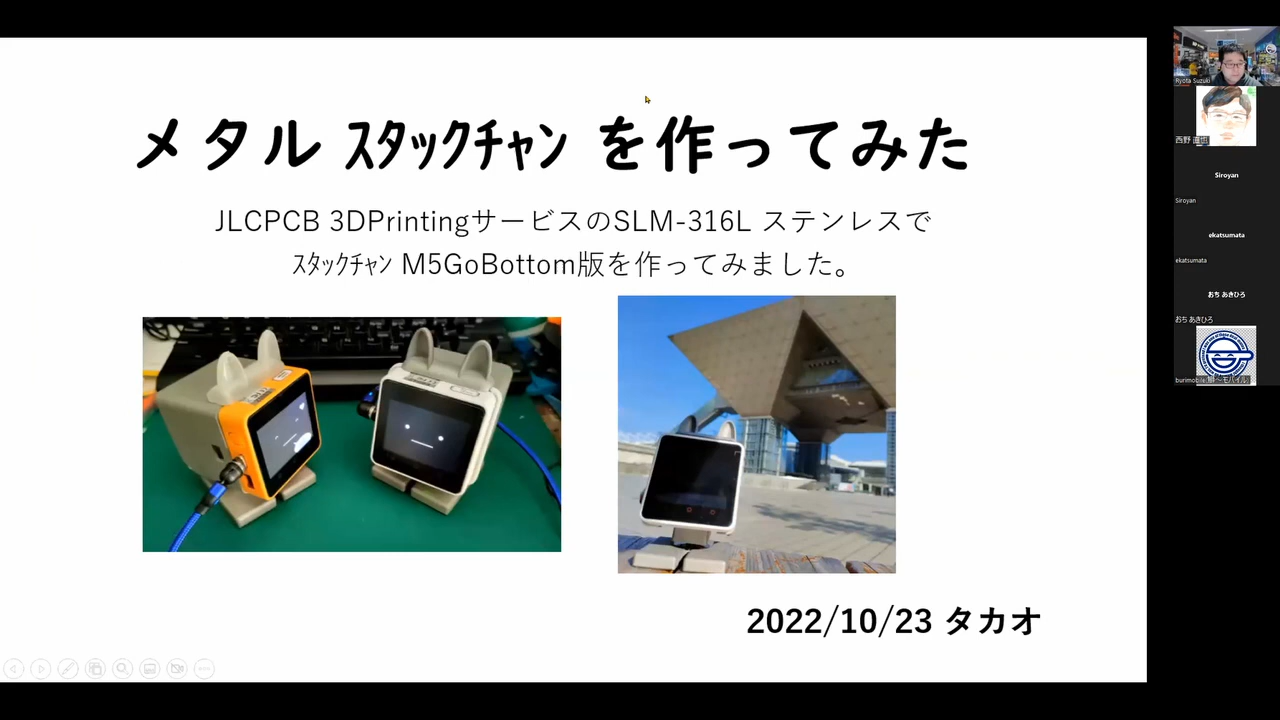 メタル ｽﾀｯｸﾁｬﾝ を作ってみた
JLCPCB 3DPrintingサービスのSLM-316L ステンレスで
ｽﾀｯｸﾁｬﾝ M5GoBottom版を作ってみました。
2022/10/23 タカオ
Ryota Suzuki
西野 直也
Siroyan
Siroyan
ekatsumata
ekatsumata
おち あきひろ
おち あきひろ